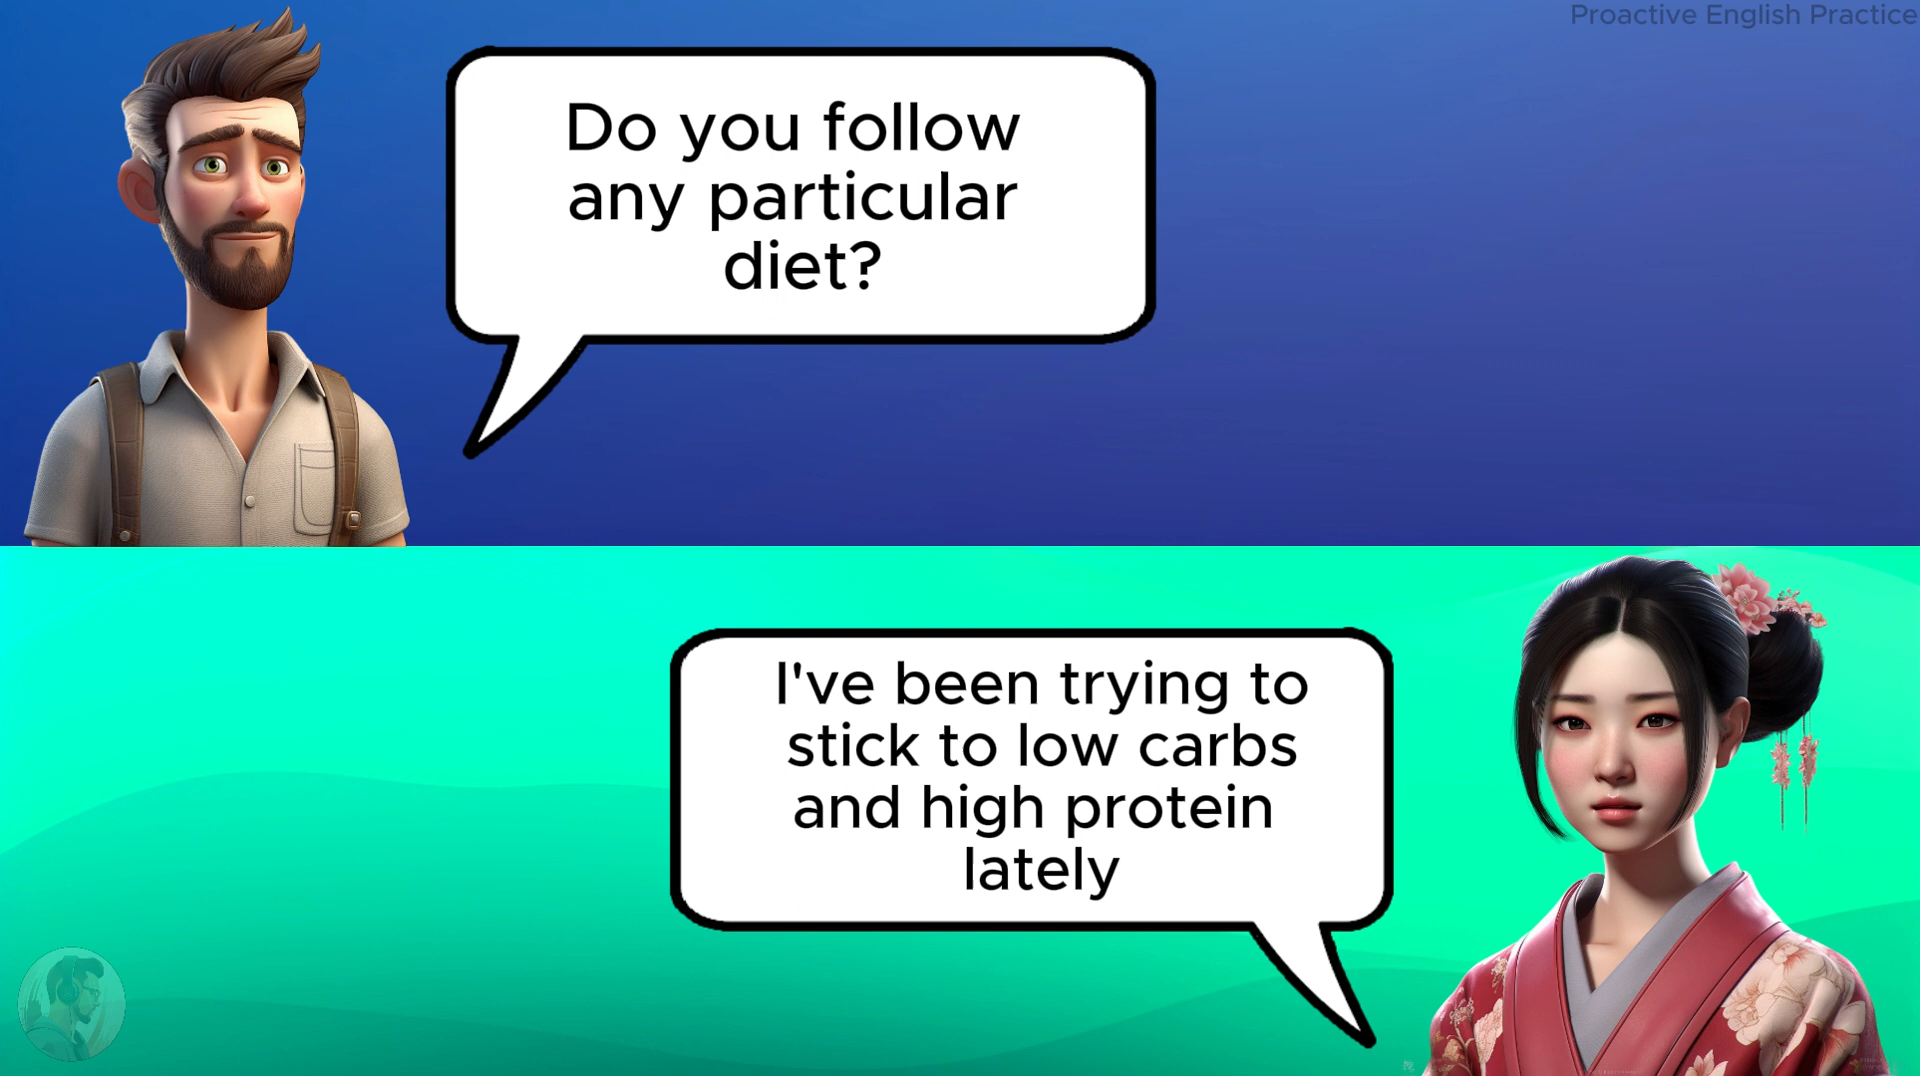 Proactive English Practice
Do you follow
any particular
diet?
I've been trying to
stick to low carbs
and high protein
lately